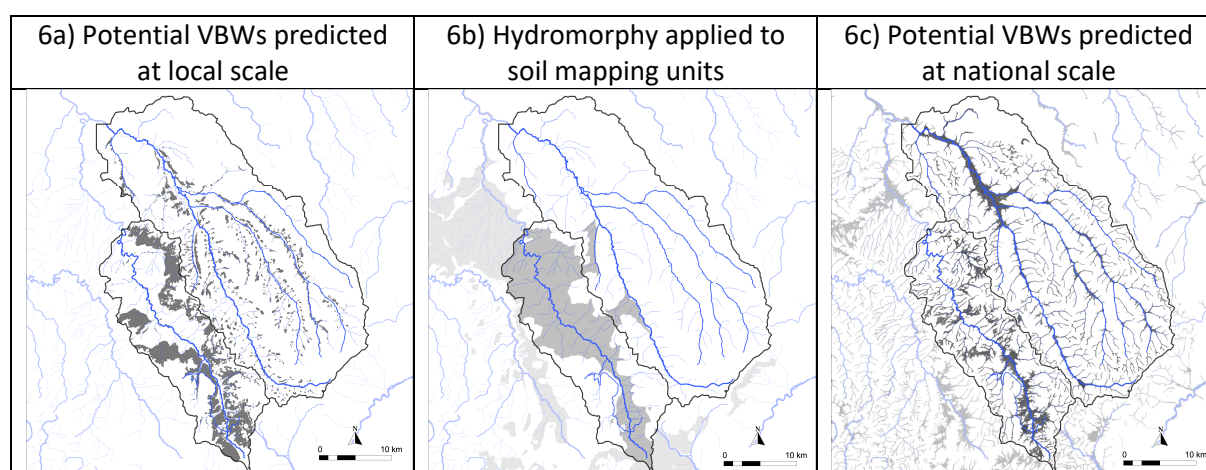 6a) Potential VBWs predicted
at local scale
6b) Hydromorphy applied to
soil mapping units
6c) Potential VBWs predicted
at national scale
N
0 10 km
N
0 10 km
N
0 10 km